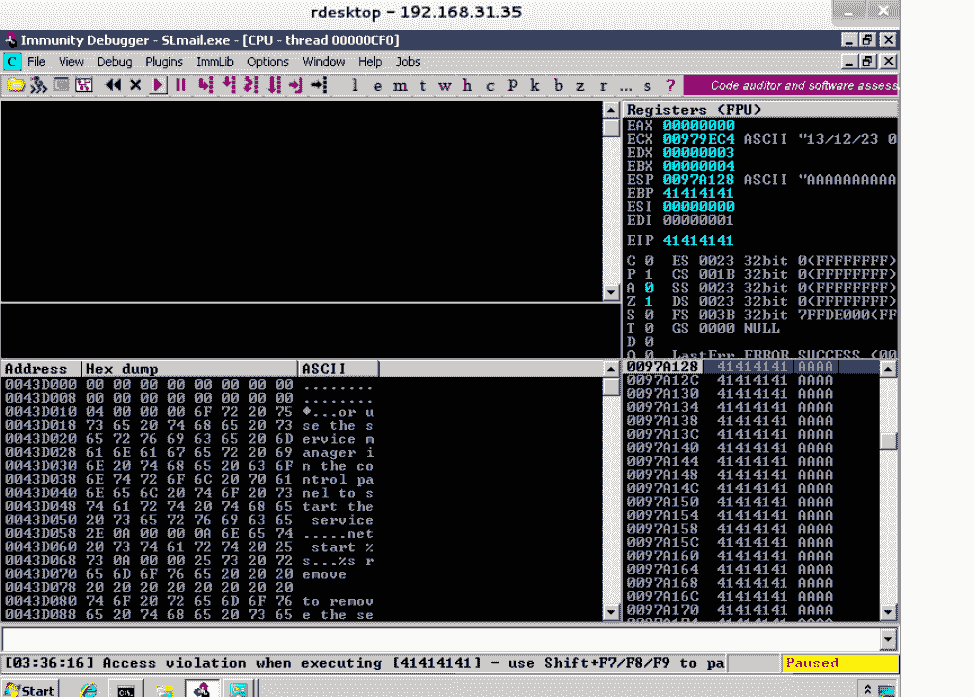 rdesktop - 192.168.31.35
Immunity Debugger - SLmail.exe - [CPU - thread 00000CF0]
C File View Debug Plugins ImmLib Options Window Help Jobs
l e m t w h c P k b z r ... s ? Code auditor and software assess
Registers (FPU)
EAX 00000000
ECX 00979EC4 ASCII "13/12/23 0
EDX 00000003
EBX 00000004
ESP 0097A128 ASCII "AAAAAAAAAA
EBP 41414141
ESI 00000000
EDI 00000001
EIP 41414141
C 0 ES 0023 32bit 0(FFFFFFFF)
P 1 CS 001B 32bit 0(FFFFFFFF)
A 0 SS 0023 32bit 0(FFFFFFFF)
Z 1 DS 0023 32bit 0(FFFFFFFF)
S 0 FS 003B 32bit 7FFDE000(FF
T 0 GS 0000 NULL
D 0
O 0 LastErr ERROR_SUCCESS (00
Address Hex dump ASCII
0043D000 00 00 00 00 00 00 00 00 ........
0043D008 00 00 00 00 00 00 00 00 ........
0043D010 04 00 00 00 6F 72 20 75 ♦...or u
0043D018 73 65 20 74 68 65 20 73 se the s
0043D020 65 72 76 69 63 65 20 6D ervice m
0043D028 61 6E 61 67 65 72 20 69 anager i
0043D030 6E 20 74 68 65 20 63 6F n the co
0043D038 6E 74 72 6F 6C 20 70 61 ntrol pa
0043D040 6E 65 6C 20 74 6F 20 73 nel to s
0043D048 74 61 72 74 20 74 68 65 tart the
0043D050 20 73 65 72 76 69 63 65 service
0043D058 2E 0A 00 00 0A 6E 65 74 .....net
0043D060 20 73 74 61 72 74 20 25 start %
0043D068 73 0A 00 00 25 73 20 72 s...%s r
0043D070 65 6D 6F 76 65 20 20 20 emove
0043D078 20 20 20 20 20 20 20 20
0043D080 74 6F 20 72 65 6D 6F 76 to remov
0043D088 65 20 74 68 65 20 73 65 e the se
0097A128 41414141 AAAA
0097A12C 41414141 AAAA
0097A130 41414141 AAAA
0097A134 41414141 AAAA
0097A138 41414141 AAAA
0097A13C 41414141 AAAA
0097A140 41414141 AAAA
0097A144 41414141 AAAA
0097A148 41414141 AAAA
0097A14C 41414141 AAAA
0097A150 41414141 AAAA
0097A154 41414141 AAAA
0097A158 41414141 AAAA
0097A15C 41414141 AAAA
0097A160 41414141 AAAA
0097A164 41414141 AAAA
0097A168 41414141 AAAA
0097A16C 41414141 AAAA
0097A170 41414141 AAAA
[03:36:16] Access violation when executing [41414141] - use Shift+F7/F8/F9 to pa
Paused
Start